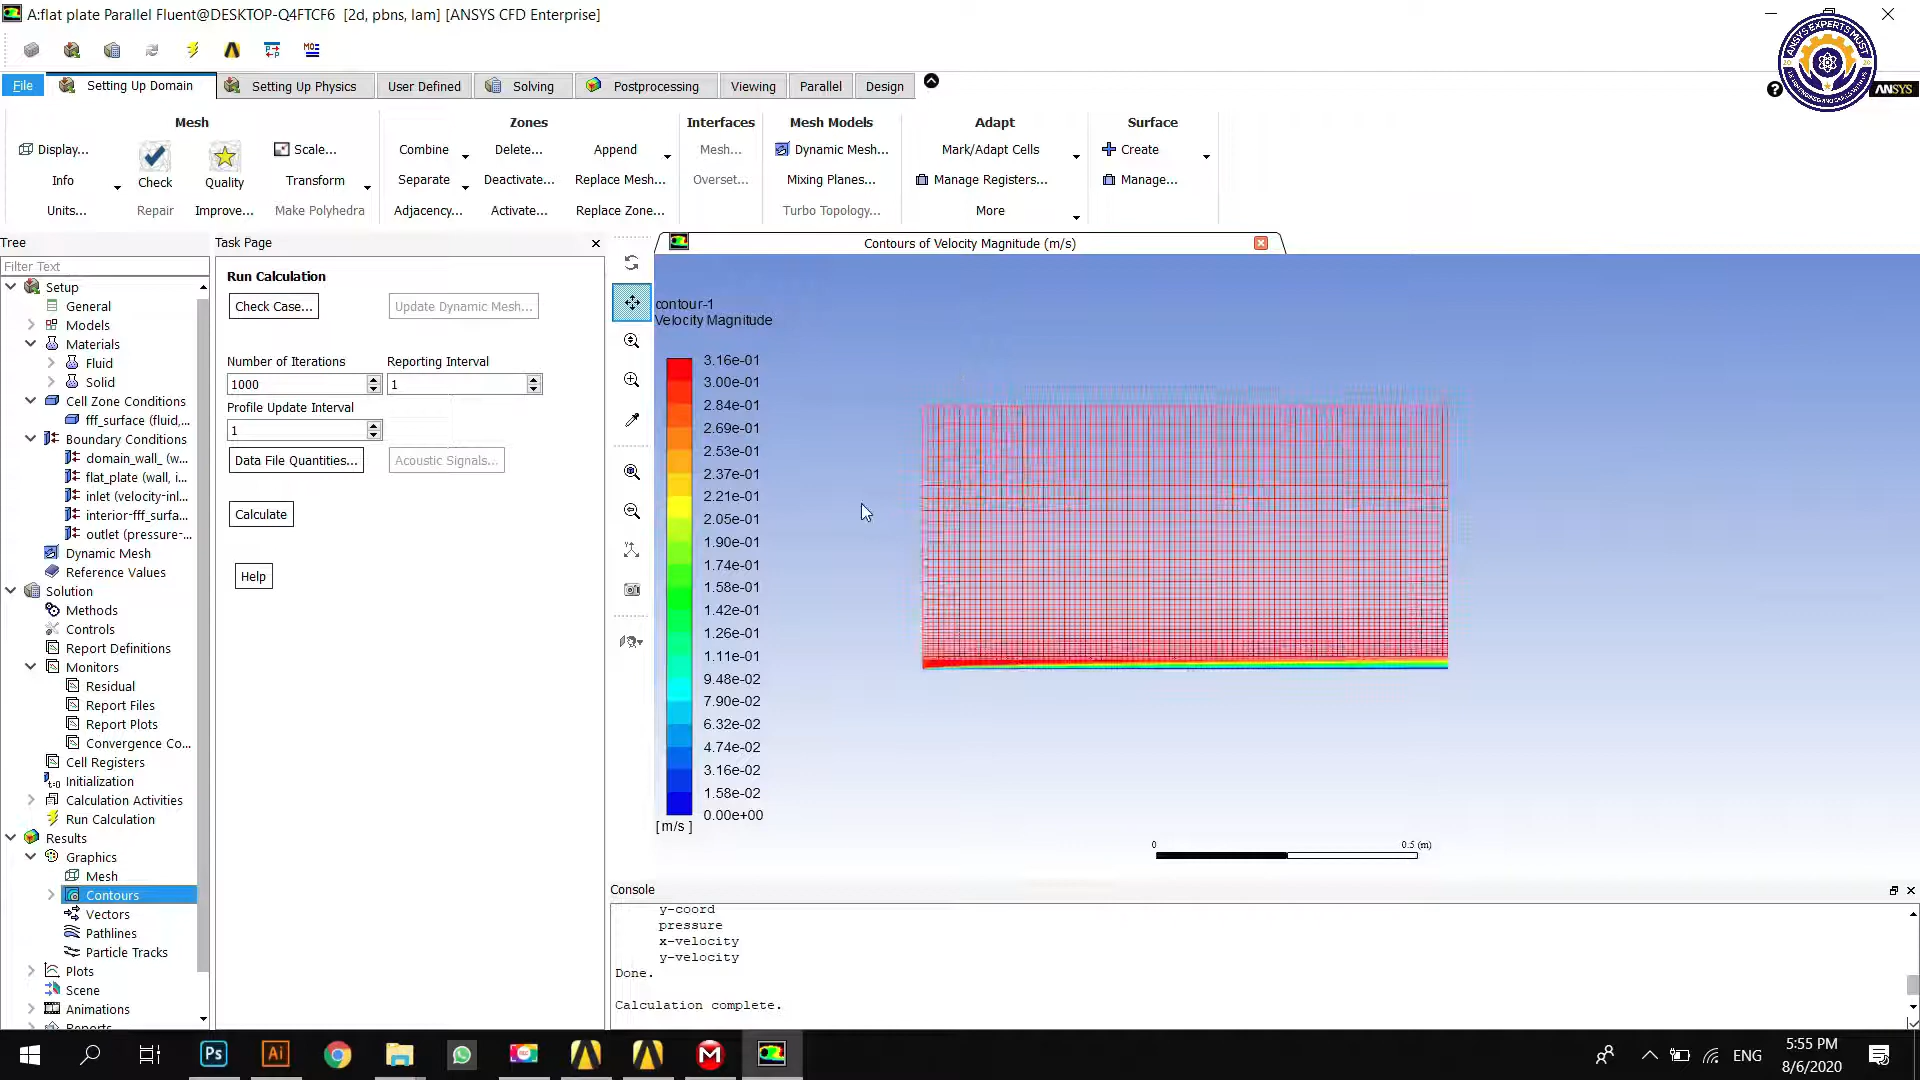 A:flat plate Parallel Fluent@DESKTOP-Q4FTCF6 [2d, pbns, lam] [ANSYS CFD Enterprise]
ANSYS EXPERTS MUST
File
Setting Up Domain
Setting Up Physics
User Defined
Solving
Postprocessing
Viewing
Parallel
Design
ANSYS
Mesh
Zones
Interfaces
Mesh Models
Adapt
Surface
Display...
Scale...
Combine
Delete...
Append
Mesh...
Dynamic Mesh...
Mark/Adapt Cells
Create
Info
Check
Quality
Transform
Separate
Deactivate...
Replace Mesh...
Overset...
Mixing Planes...
Manage Registers...
Manage...
Units...
Repair
Improve...
Make Polyhedra
Adjacency...
Activate...
Replace Zone...
Turbo Topology...
More
Tree
Filter Text
Setup
General
Models
Materials
Fluid
Solid
Cell Zone Conditions
fff_surface (fluid,...
Boundary Conditions
domain_wall_ (w...
flat_plate (wall, i...
inlet (velocity-inl...
interior-fff_surfa...
outlet (pressure-...
Dynamic Mesh
Reference Values
Solution
Methods
Controls
Report Definitions
Monitors
Residual
Report Files
Report Plots
Convergence Co...
Cell Registers
Initialization
Calculation Activities
Run Calculation
Results
Graphics
Mesh
Contours
Vectors
Pathlines
Particle Tracks
Plots
Scene
Animations
Reports
Task Page
Run Calculation
Check Case...
Update Dynamic Mesh...
Number of Iterations
Reporting Interval
1000
1
Profile Update Interval
1
Data File Quantities...
Acoustic Signals...
Calculate
Help
Contours of Velocity Magnitude (m/s)
contour-1
Velocity Magnitude
3.16e-01
3.00e-01
2.84e-01
2.69e-01
2.53e-01
2.37e-01
2.21e-01
2.05e-01
1.90e-01
1.74e-01
1.58e-01
1.42e-01
1.26e-01
1.11e-01
9.48e-02
7.90e-02
6.32e-02
4.74e-02
3.16e-02
1.58e-02
0.00e+00
[m/s ]
0
0.5 (m)
Console
y-coord
pressure
x-velocity
y-velocity
Done.
Calculation complete.
Ps
Ai
ENG
5:55 PM
8/6/2020